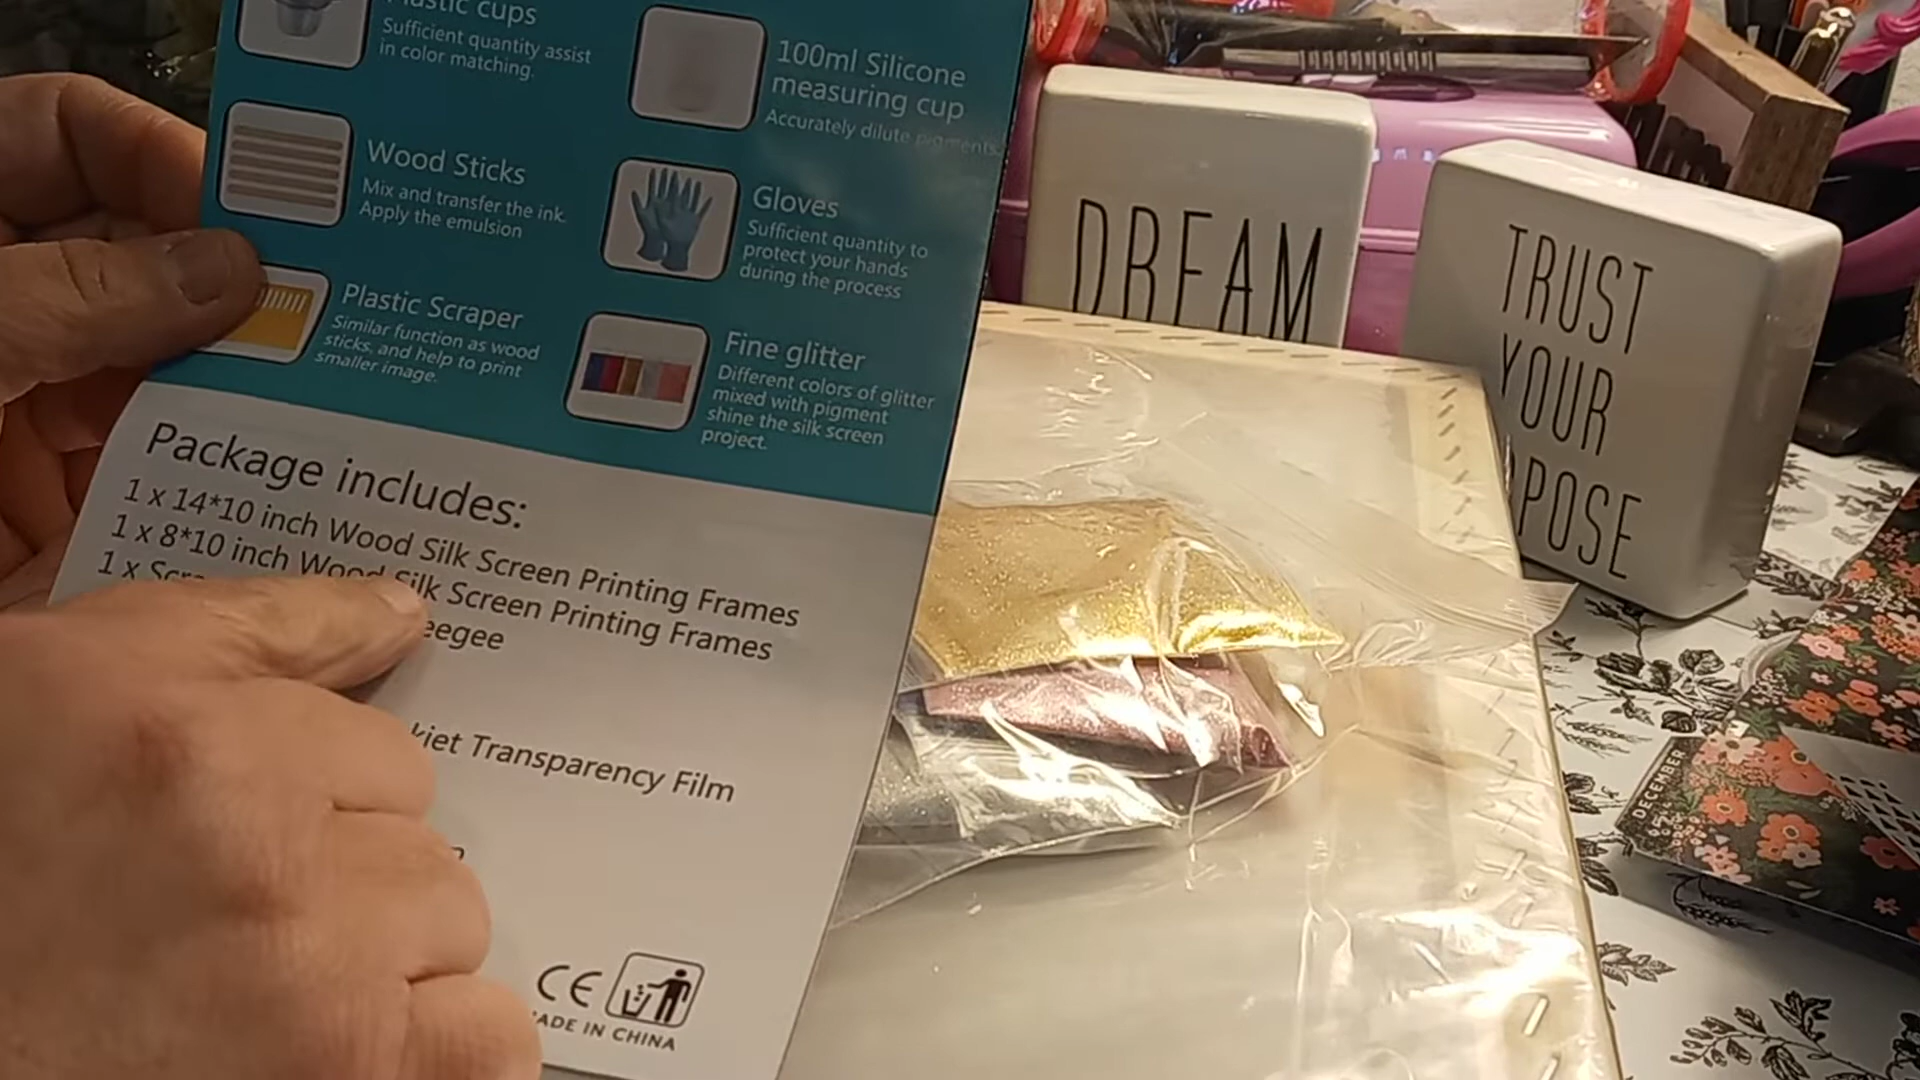 Plastic cups
Sufficient quantity assist
in color matching.
100ml Silicone
measuring cup
Accurately dilute pigments.
Wood Sticks
Mix and transfer the ink.
Apply the emulsion
Gloves
Sufficient quantity to
protect your hands
during the process
Plastic Scraper
Similar function as wood
sticks, and help to print
smaller image.
Fine glitter
Different colors of glitter
mixed with pigment
shine the silk screen
project.
Package includes:
1 x 14*10 inch Wood Silk Screen Printing Frames
1 x 8*10 inch Wood Silk Screen Printing Frames
1 x
Transparency Film
CE
MADE IN CHINA
DREAM
TRUST
YOUR
DECEMBER